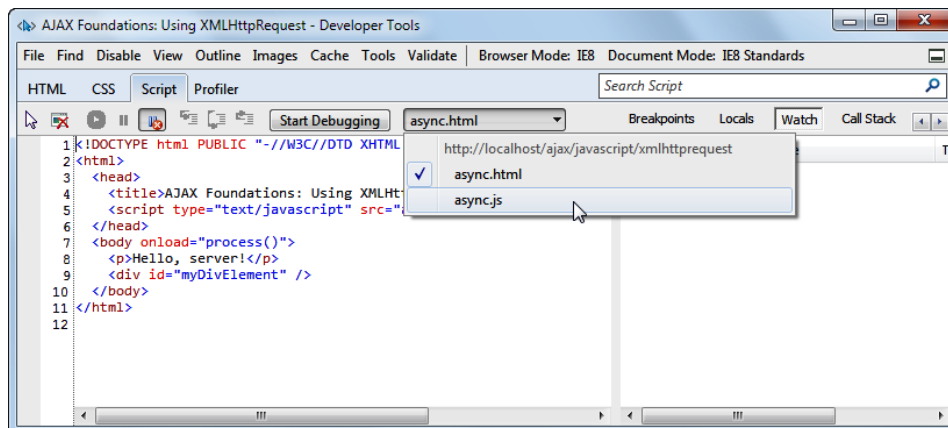 AJAX Foundations: Using XMLHttpRequest - Developer Tools
File Find Disable View Outline Images Cache Tools Validate Browser Mode: IE8 Document Mode: IE8 Standards
HTML CSS Script Profiler Search Script
Start Debugging async.html Breakpoints Locals Watch Call Stack
http://localhost/ajax/javascript/xmlhttprequest
async.html
async.js
1 <!DOCTYPE html PUBLIC "-//W3C//DTD XHTML
2 <html>
3 <head>
4 <title>AJAX Foundations: Using XMLHt
5 <script type="text/javascript" src="
6 </head>
7 <body onload="process()">
8 <p>Hello, server!</p>
9 <div id="myDivElement" />
10 </body>
11 </html>
12